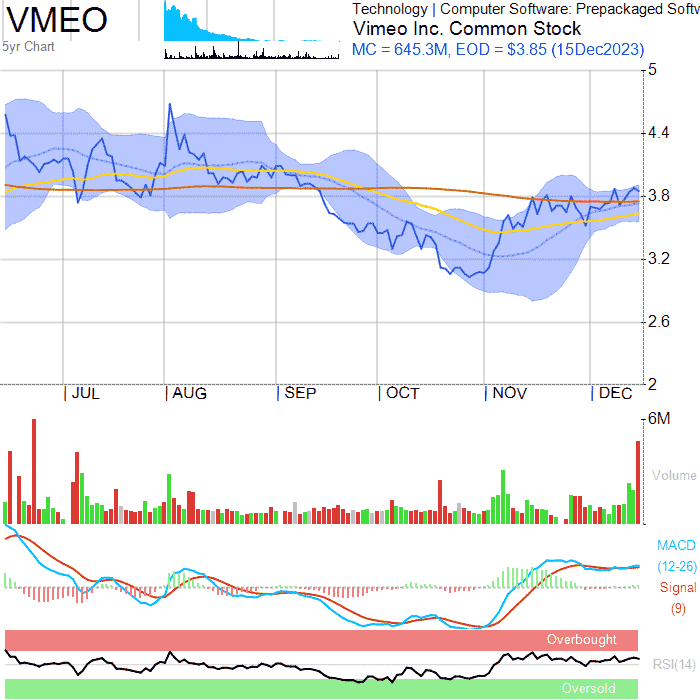 VMEO
5yr Chart
Technology | Computer Software: Prepackaged Softw
Vimeo Inc. Common Stock
MC = 645.3M, EOD = $3.85 (15Dec2023)
5
4.4
3.8
3.2
2.6
2
| JUL | AUG | SEP | OCT | NOV | DEC
6M
Volume
MACD
(12-26)
Signal
(9)
Overbought
RSI(14)
Oversold